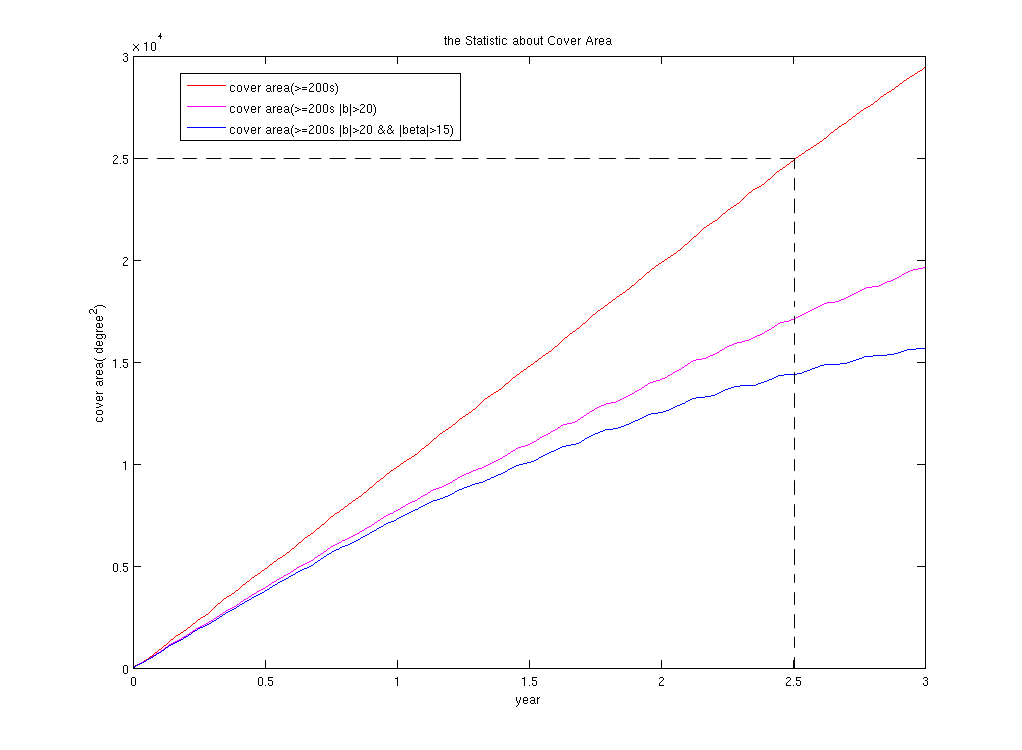 the Statistic about Cover Area
× 10^4
cover area(>=200s)
cover area(>=200s |b|>20)
cover area(>=200s |b|>20 && |beta|>15)
3
2.5
2
1.5
1
0.5
0
cover area( degree^2)
0 0.5 1 1.5 2 2.5 3
year